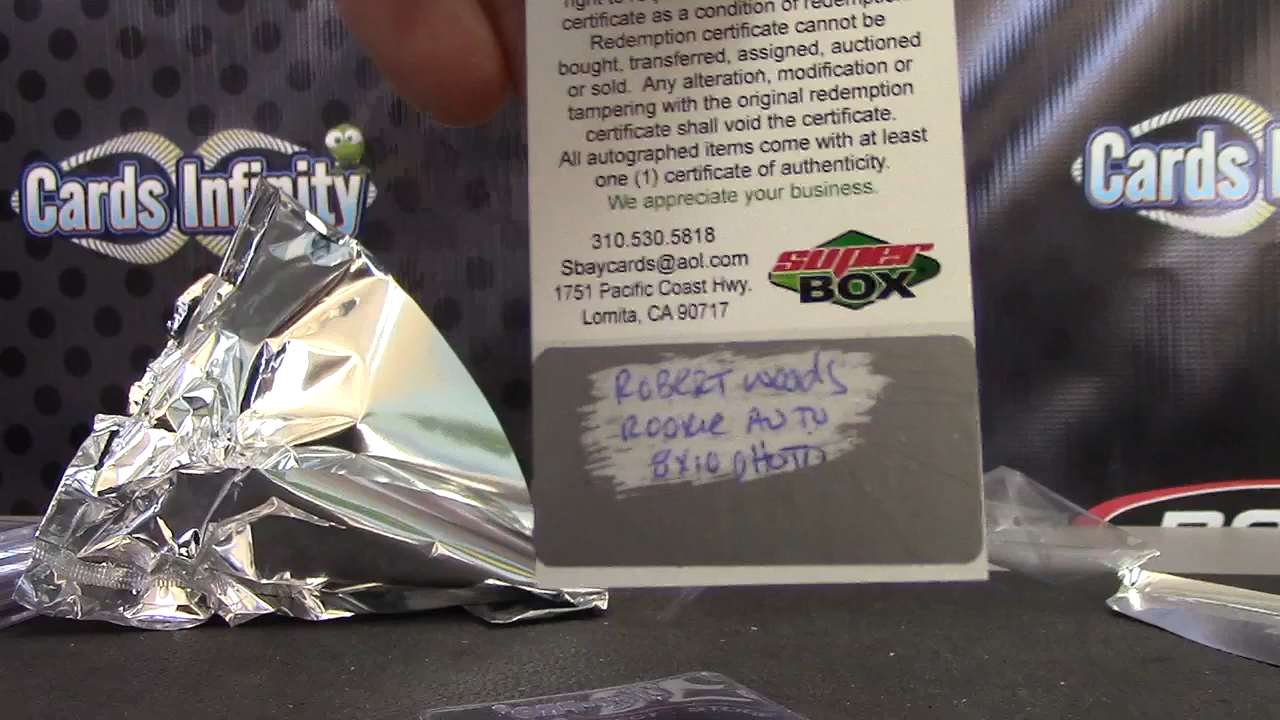 certificate as a condition of redemption.
Redemption certificate cannot be
bought, transferred, assigned, auctioned
or sold. Any alteration, modification or
tampering with the original redemption
certificate shall void the certificate.
All autographed items come with at least
one (1) certificate of authenticity.
We appreciate your business.
310.530.5818
Sbaycards@aol.com
1751 Pacific Coast Hwy.
Lomita, CA 90717
super
BOX
ROBERT WOODS
ROOKIE AUTO
8X10 PHOTO
Cards Infinity
Cards